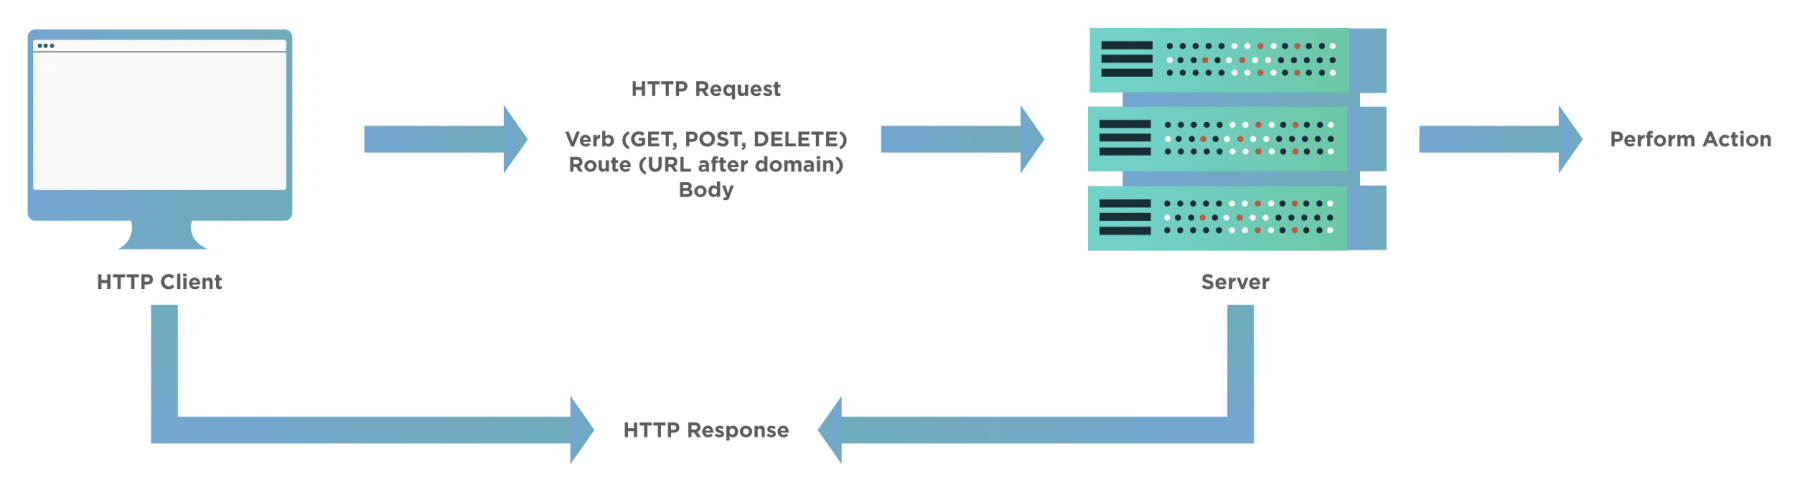 HTTP Request
Verb (GET, POST, DELETE)
Route (URL after domain)
Body
Perform Action
HTTP Client
Server
HTTP Response